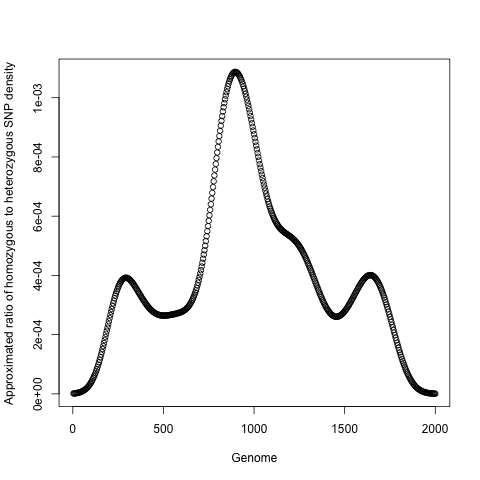 Approximated ratio of homozygous to heterozygous SNP density
1e-03
8e-04
6e-04
4e-04
2e-04
0e+00
0 500 1000 1500 2000
Genome